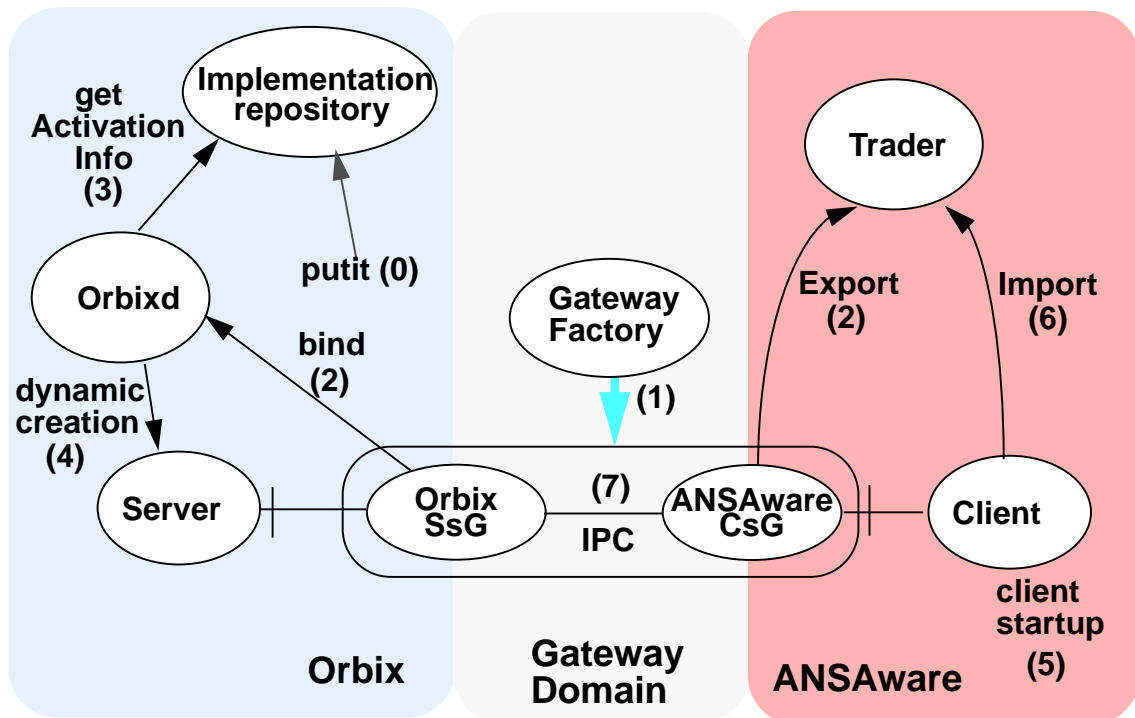 Implementation
repository
get
Activation
Info
(3)
Trader
putit (0)
Orbixd
Gateway
Factory
Export
(2)
Import
(6)
bind
(2)
(1)
dynamic
creation
(4)
Server
Orbix
SsG
(7)
IPC
ANSAware
CsG
Client
client
startup
(5)
Orbix
Gateway
Domain
ANSAware